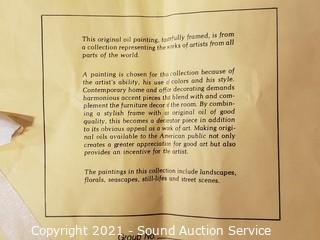 This original oil painting, tastefully framed, is from
a collection representing the works of artists from all
parts of the world.
A painting is chosen for this collection because of
the artist's ability, his use of colors and his style.
Contemporary home and office decorating demands
harmonious accent pieces that blend with and com-
plement the furniture decor of the room. By combin-
ing a stylish frame with an original oil of good
quality, this becomes a decorator piece in addition
to its obvious appeal as a work of art. Making origi-
nal oils available to the American public not only
creates a greater appreciation for good art but also
provides an incentive for the artist.
The paintings in this collection include landscapes,
florals, seascapes, still-lifes and street scenes.
Group No.
Copyright 2021 - Sound Auction Service